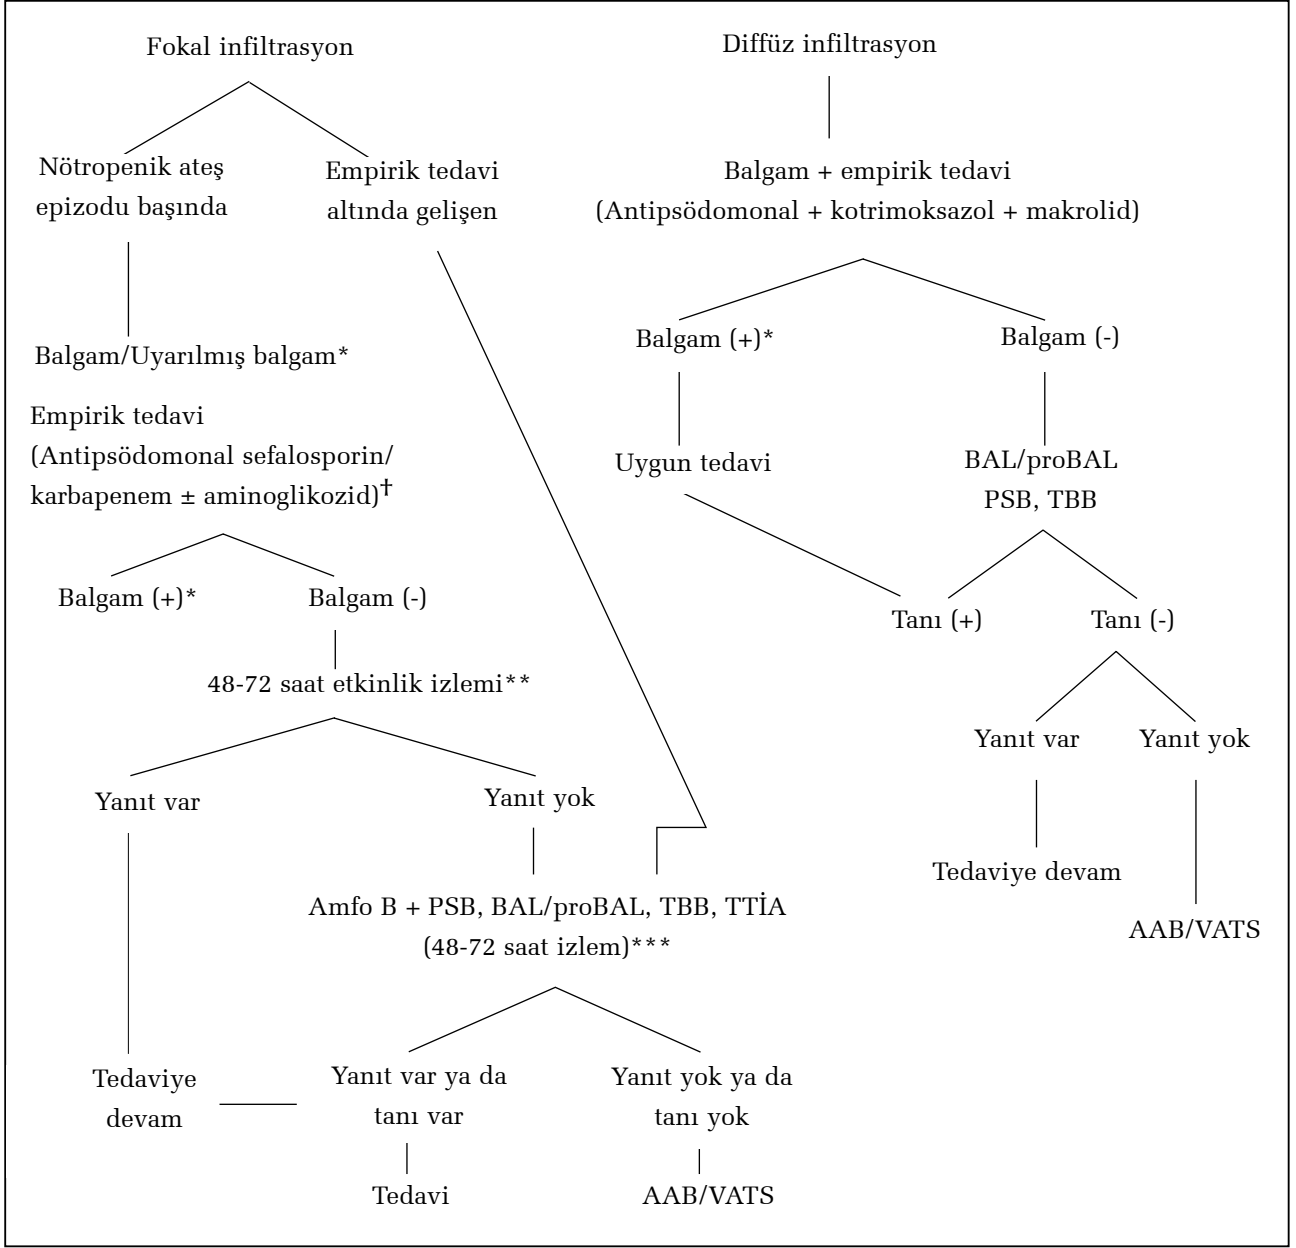 Fokal infiltrasyon
Nötropenik ateş
epizodu başında
Empirik tedavi
altında gelişen
Balgam/Uyarılmış balgam*
Empirik tedavi
(Antipsödomonal sefalosporin/
karbapenem ± aminoglikozid)†
Balgam (+)*
Balgam (-)
48-72 saat etkinlik izlemi**
Yanıt var
Yanıt yok
Amfo B + PSB, BAL/proBAL, TBB, TTİA
(48-72 saat izlem)***
Tedaviye
devam
Yanıt var ya da
tanı var
Yanıt yok ya da
tanı yok
Tedavi
AAB/VATS
Diffüz infiltrasyon
Balgam + empirik tedavi
(Antipsödomonal + kotrimoksazol + makrolid)
Balgam (+)*
Balgam (-)
Uygun tedavi
BAL/proBAL
PSB, TBB
Tanı (+)
Tanı (-)
Yanıt var
Yanıt yok
Tedaviye devam
AAB/VATS